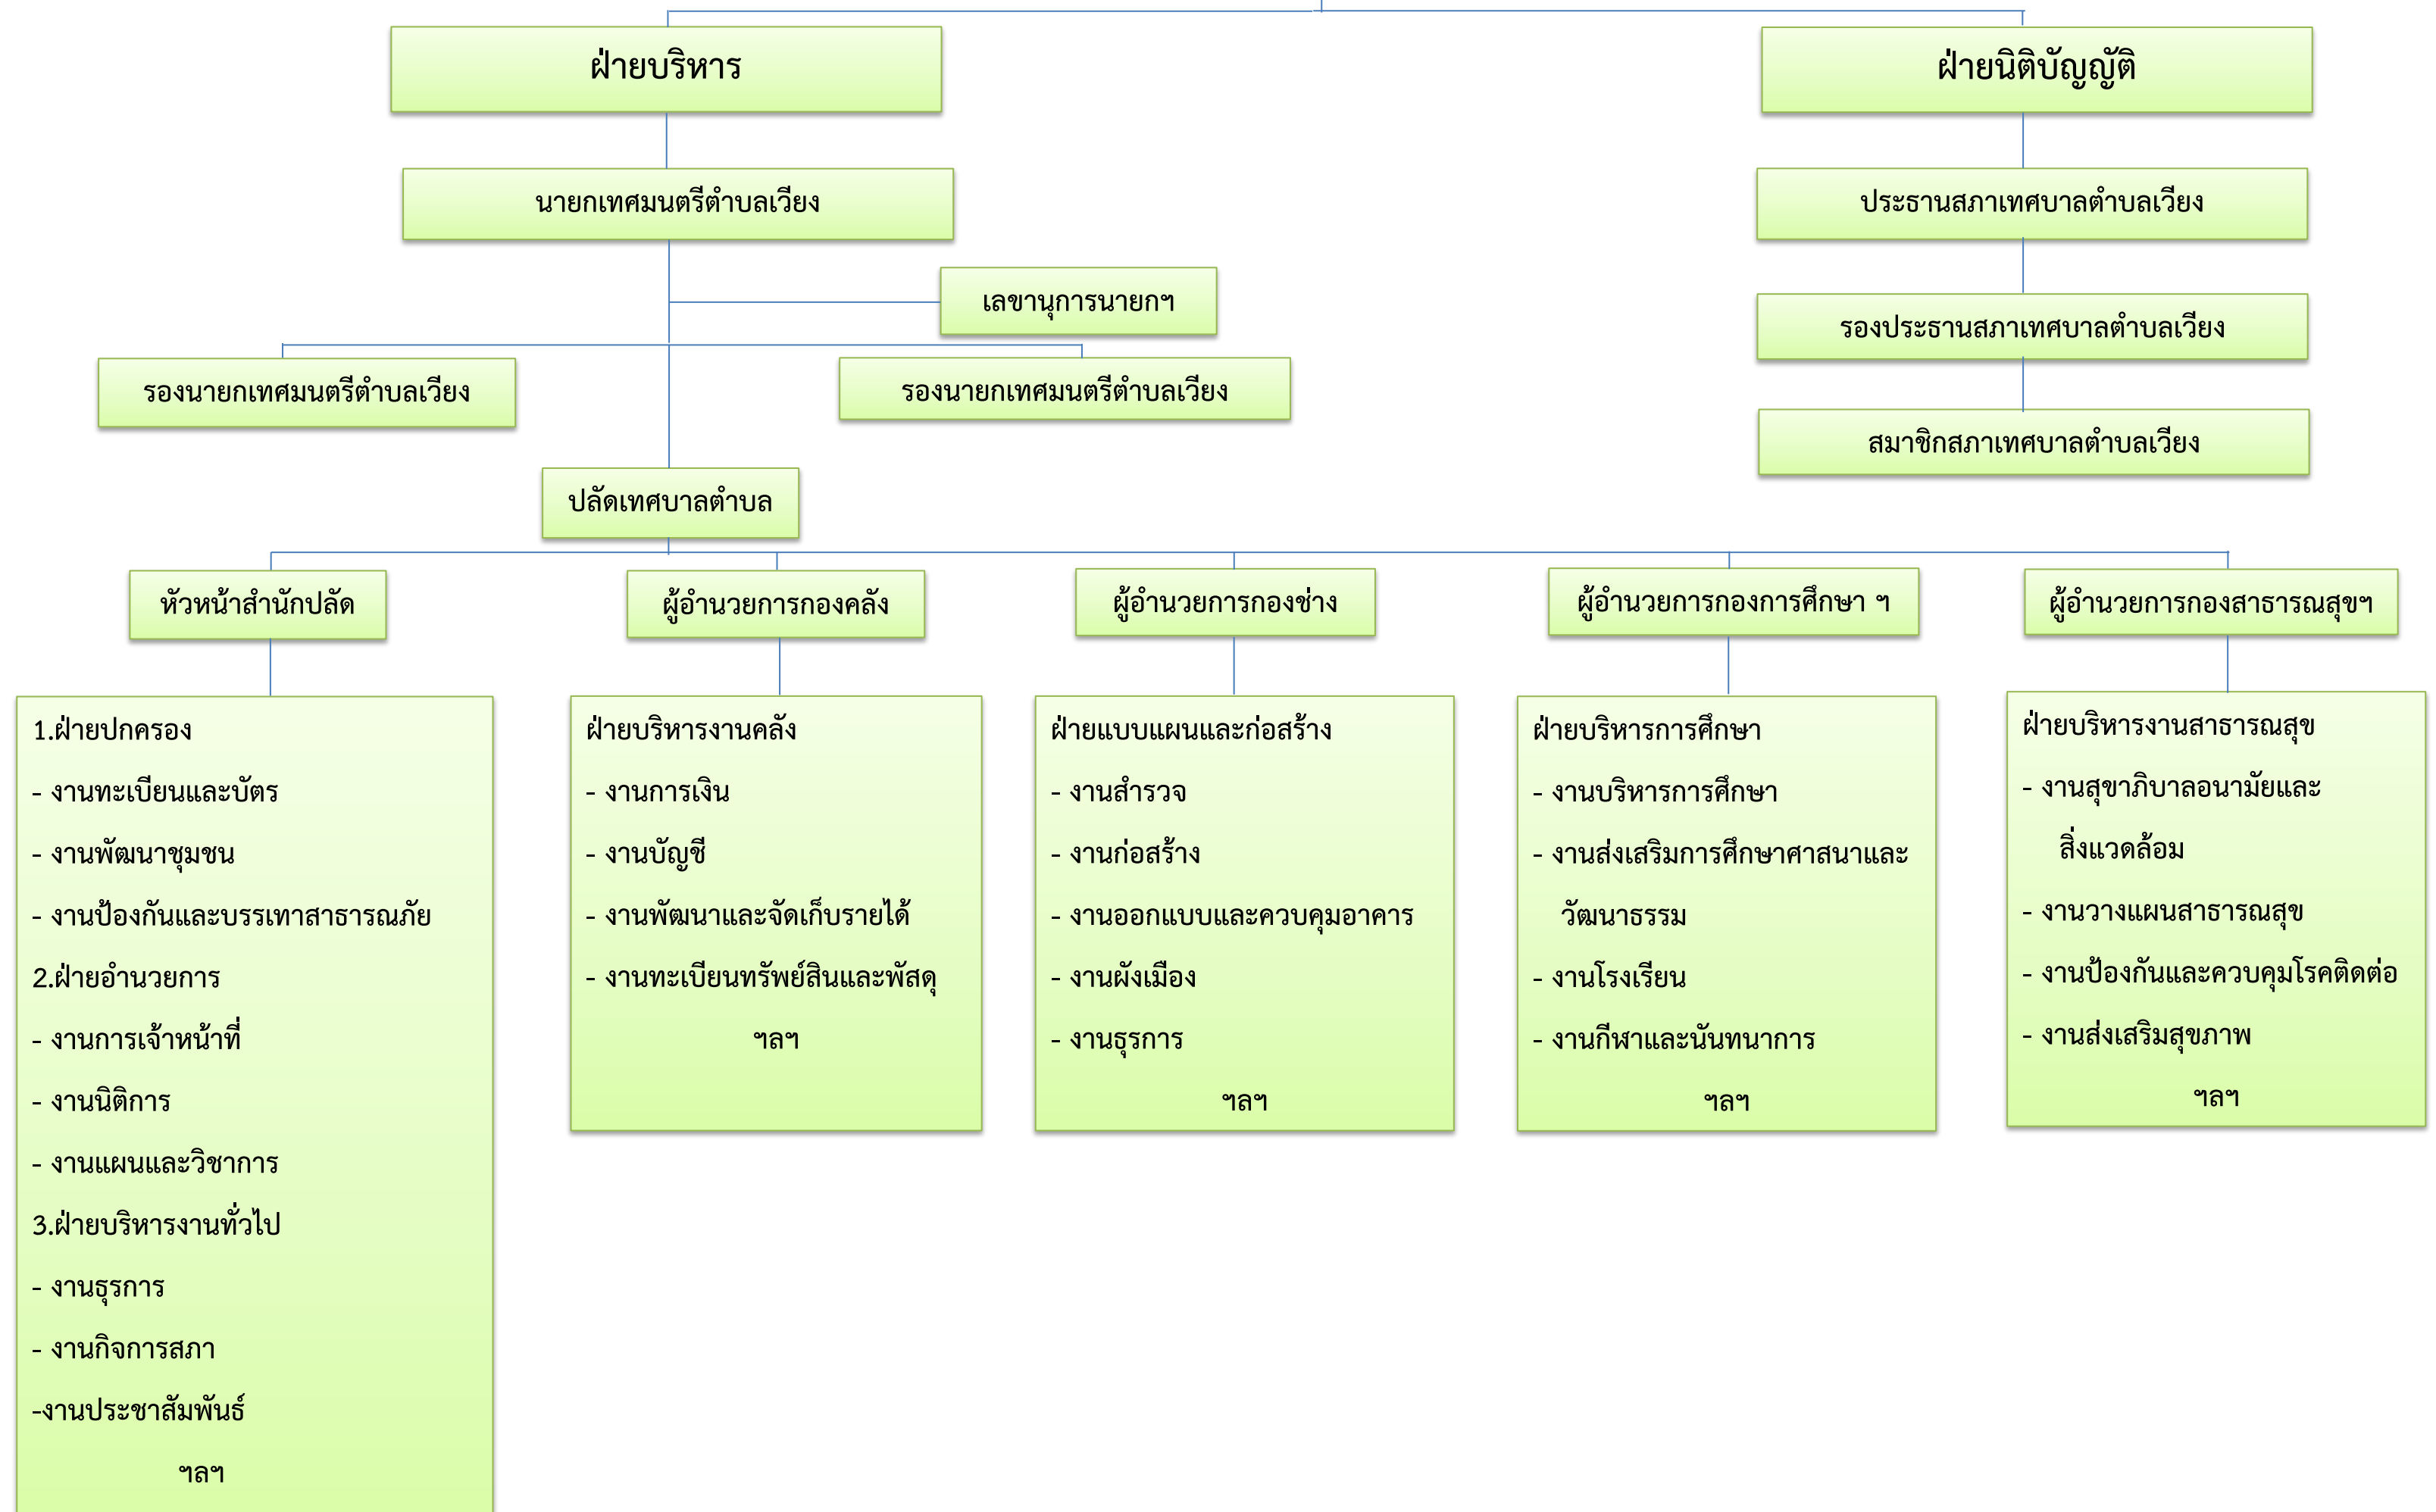 ฝ่ายบริหาร
ฝ่ายนิติบัญญัติ
นายกเทศมนตรีตำบลเวียง
ประธานสภาเทศบาลตำบลเวียง
เลขานุการนายกฯ
รองประธานสภาเทศบาลตำบลเวียง
รองนายกเทศมนตรีตำบลเวียง
รองนายกเทศมนตรีตำบลเวียง
สมาชิกสภาเทศบาลตำบลเวียง
ปลัดเทศบาลตำบล
หัวหน้าสำนักปลัด
ผู้อำนวยการกองคลัง
ผู้อำนวยการกองช่าง
ผู้อำนวยการกองการศึกษา ฯ
ผู้อำนวยการกองสาธารณสุขฯ
1.ฝ่ายปกครอง
- งานทะเบียนและบัตร
- งานพัฒนาชุมชน
- งานป้องกันและบรรเทาสาธารณภัย
2.ฝ่ายอำนวยการ
- งานการเจ้าหน้าที่
- งานนิติการ
- งานแผนและวิชาการ
3.ฝ่ายบริหารงานทั่วไป
- งานธุรการ
- งานกิจการสภา
-งานประชาสัมพันธ์
ฯลฯ
ฝ่ายบริหารงานคลัง
- งานการเงิน
- งานบัญชี
- งานพัฒนาและจัดเก็บรายได้
- งานทะเบียนทรัพย์สินและพัสดุ
ฯลฯ
ฝ่ายแบบแผนและก่อสร้าง
- งานสำรวจ
- งานก่อสร้าง
- งานออกแบบและควบคุมอาคาร
- งานผังเมือง
- งานธุรการ
ฯลฯ
ฝ่ายบริหารการศึกษา
- งานบริหารการศึกษา
- งานส่งเสริมการศึกษาศาสนาและ
วัฒนาธรรม
- งานโรงเรียน
- งานกีฬาและนันทนาการ
ฯลฯ
ฝ่ายบริหารงานสาธารณสุข
- งานสุขาภิบาลอนามัยและ
สิ่งแวดล้อม
- งานวางแผนสาธารณสุข
- งานป้องกันและควบคุมโรคติดต่อ
- งานส่งเสริมสุขภาพ
ฯลฯ